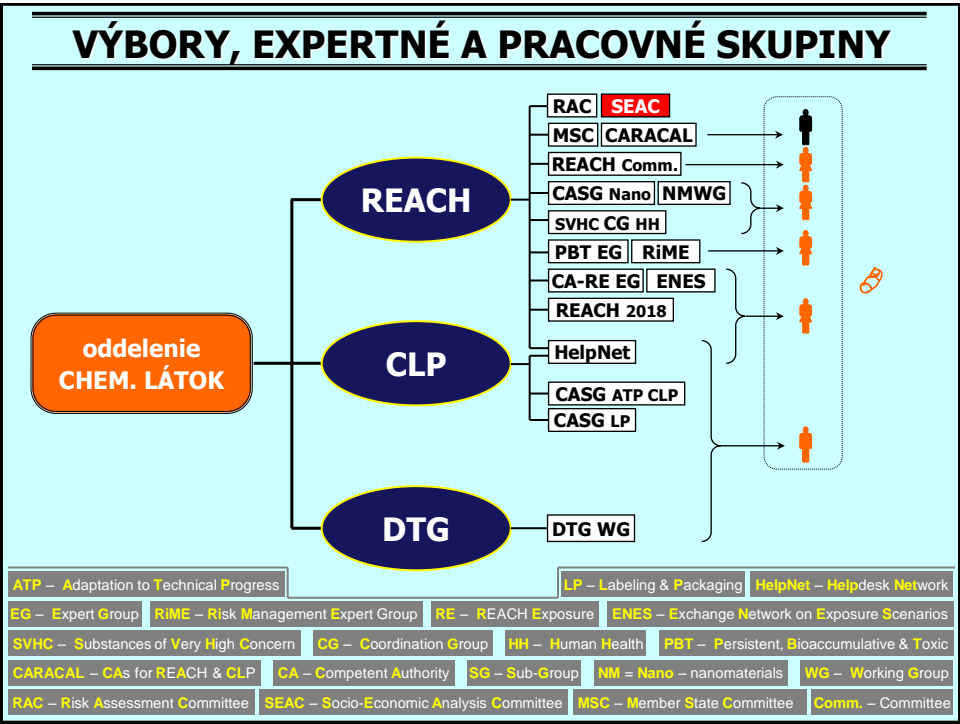 VÝBORY, EXPERTNÉ A PRACOVNÉ SKUPINY
RAC SEAC
MSC CARACAL
REACH Comm.
CASG Nano NMWG
SVHC CG HH
PBT EG RiME
CA-RE EG ENES
REACH 2018
HelpNet
CASG ATP CLP
CASG LP
DTG WG
REACH
CLP
DTG
oddelenie
CHEM. LÁTOK
ATP – Adaptation to Technical Progress
LP – Labeling & Packaging HelpNet – Helpdesk Network
EG – Expert Group RiME – Risk Management Expert Group RE – REACH Exposure ENES – Exchange Network on Exposure Scenarios
SVHC – Substances of Very High Concern CG – Coordination Group HH – Human Health PBT – Persistent, Bioaccumulative & Toxic
CARACAL – CAs for REACH & CLP CA – Competent Authority SG – Sub-Group NM = Nano – nanomaterials WG – Working Group
RAC – Risk Assessment Committee SEAC – Socio-Economic Analysis Committee MSC – Member State Committee Comm. – Committee